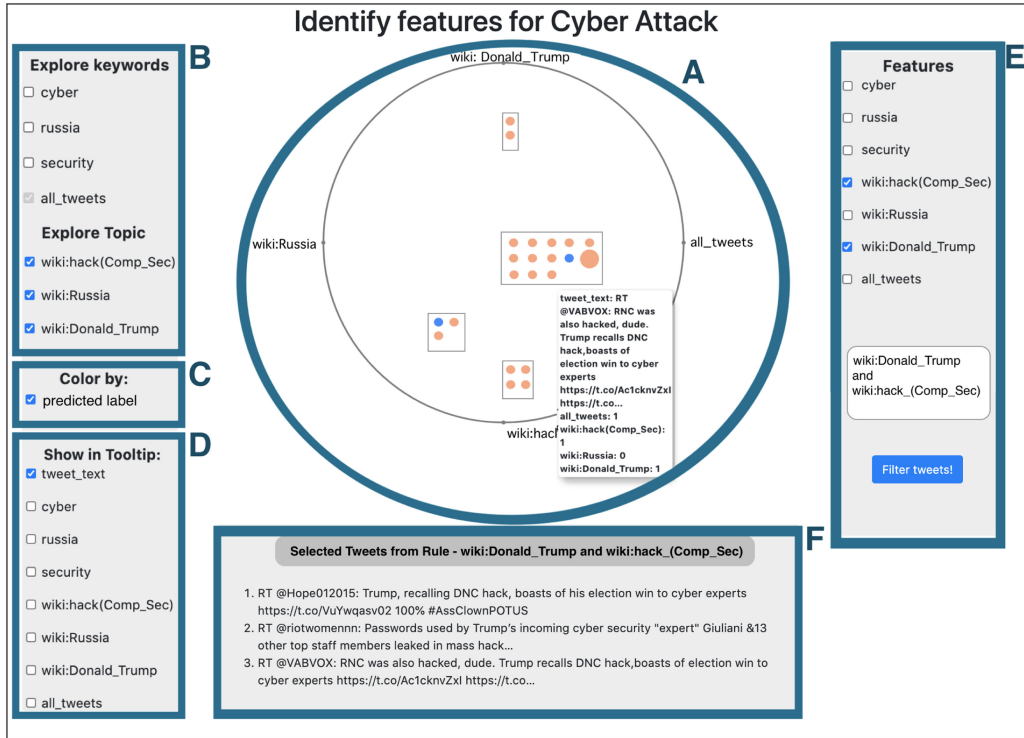 Identify features for Cyber Attack
B
Explore keywords
cyber
russia
security
all_tweets
Explore Topic
wiki:hack(Comp_Sec)
wiki:Russia
wiki:Donald_Trump
C
Color by:
predicted label
D
Show in Tooltip:
tweet_text
cyber
russia
security
wiki:hack(Comp_Sec)
wiki:Russia
wiki:Donald_Trump
all_tweets
A
wiki: Donald_Trump
wiki:Russia
all_tweets
wiki:hac
tweet_text: RT
@VABVOX: RNC was
also hacked, dude.
Trump recalls DNC
hack,boasts of
election win to cyber
experts
https://t.co/Ac1cknvZxI
https://t.co...
all_tweets: 1
wiki:hack(Comp_Sec):
1
wiki:Russia: 0
wiki:Donald_Trump: 1
E
Features
cyber
russia
security
wiki:hack(Comp_Sec)
wiki:Russia
wiki:Donald_Trump
all_tweets
wiki:Donald_Trump
and
wiki:hack_(Comp_Sec)
Filter tweets!
F
Selected Tweets from Rule - wiki:Donald_Trump and wiki:hack_(Comp_Sec)
1. RT @Hope012015: Trump, recalling DNC hack, boasts of his election win to cyber experts
https://t.co/VuYwqasv02 100% #AssClownPOTUS
2. RT @riotwomennn: Passwords used by Trump's incoming cyber security "expert" Giuliani &13
other top staff members leaked in mass hack...
3. RT @VABVOX: RNC was also hacked, dude. Trump recalls DNC hack,boasts of election win to
cyber experts https://t.co/Ac1cknvZxI https://t.co...